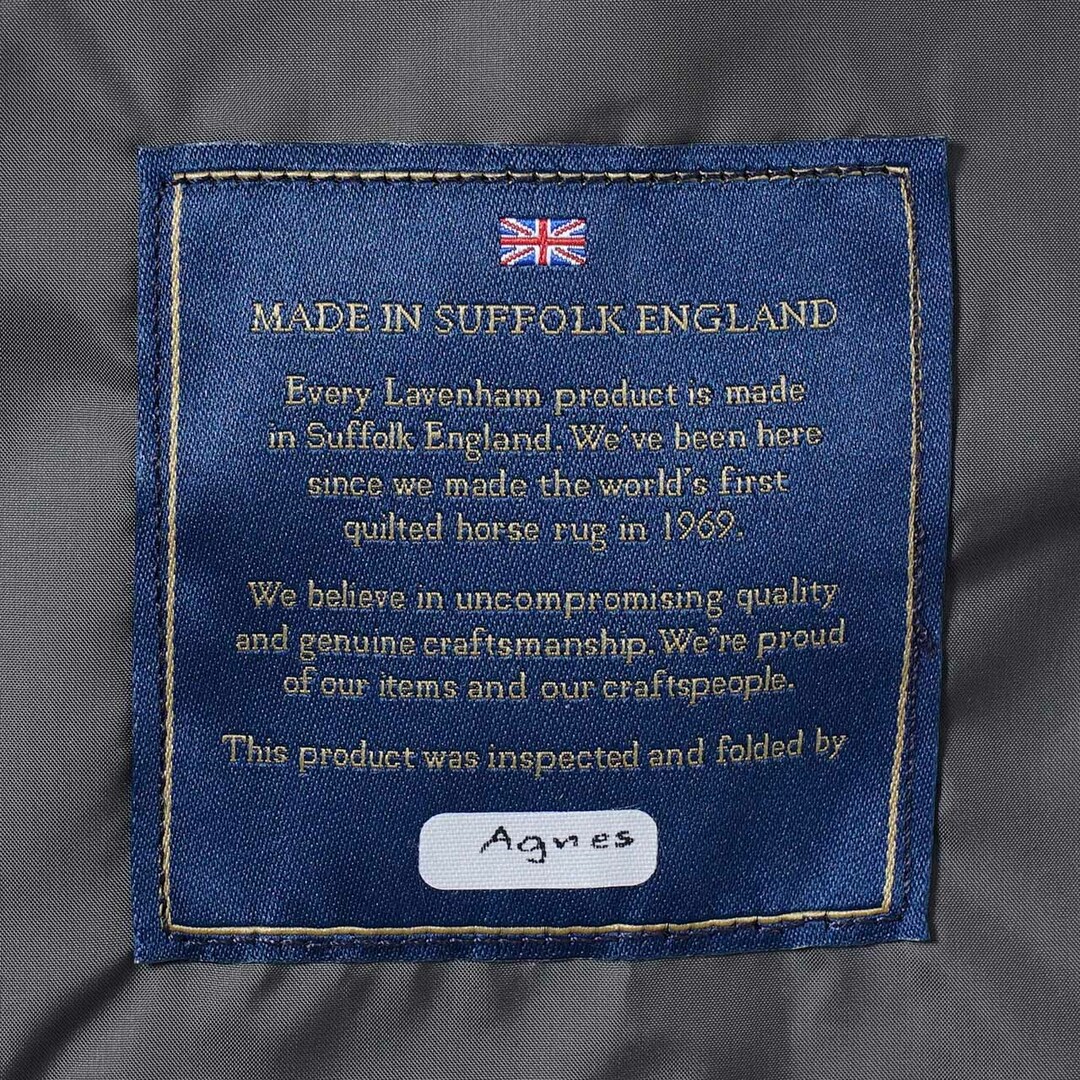 MADE IN SUFFOLK ENGLAND
Every Lavenham product is made
in Suffolk England. We've been here
since we made the world's first
quilted horse rug in 1969.
We believe in uncompromising quality
and genuine craftsmanship. We're proud
of our items and our craftspeople.
This product was inspected and folded by
Agnes